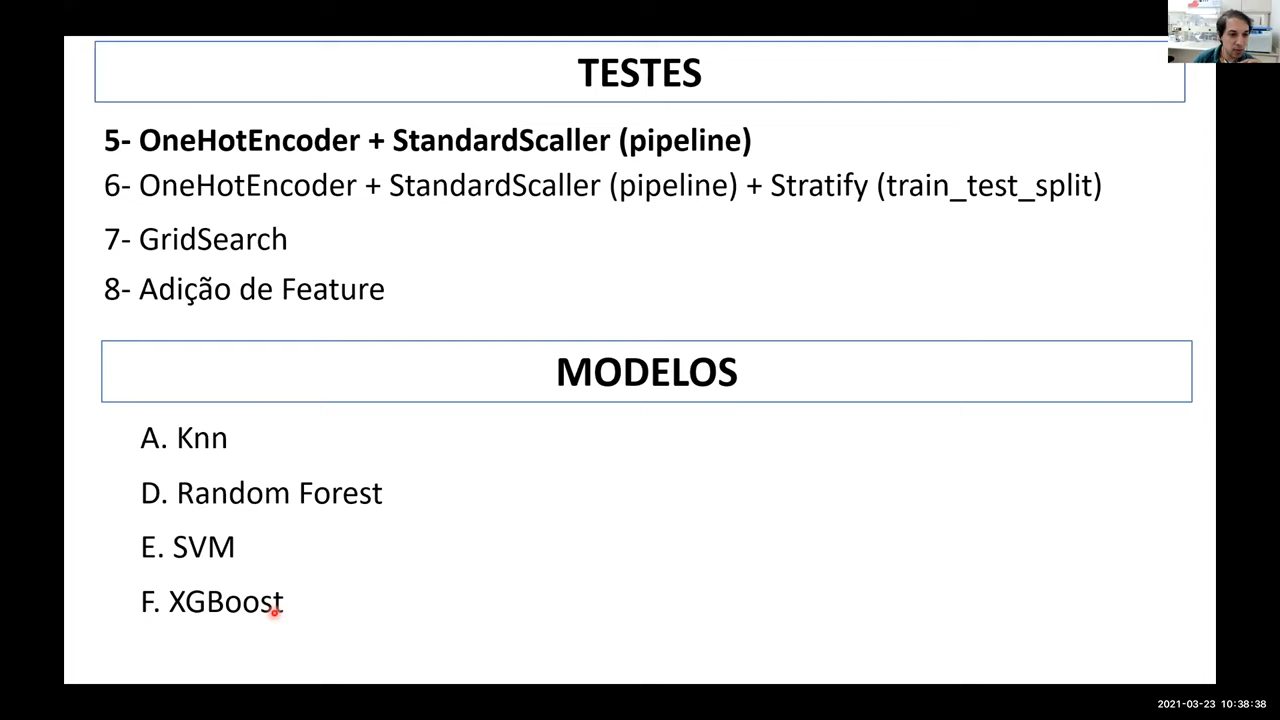 TESTES
5- OneHotEncoder + StandardScaller (pipeline)
6- OneHotEncoder + StandardScaller (pipeline) + Stratify (train_test_split)
7- GridSearch
8- Adição de Feature
MODELOS
A. Knn
D. Random Forest
E. SVM
F. XGBoost
2021-03-23 10:38:38